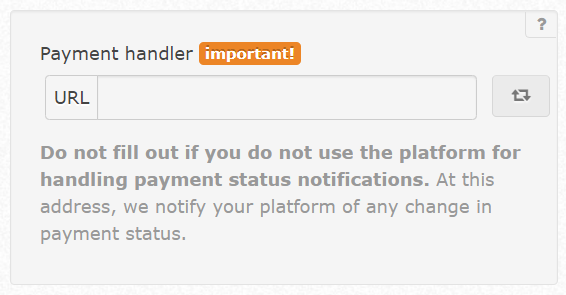 ?
Payment handler important!
URL
Do not fill out if you do not use the platform for
handling payment status notifications. At this
address, we notify your platform of any change in
payment status.